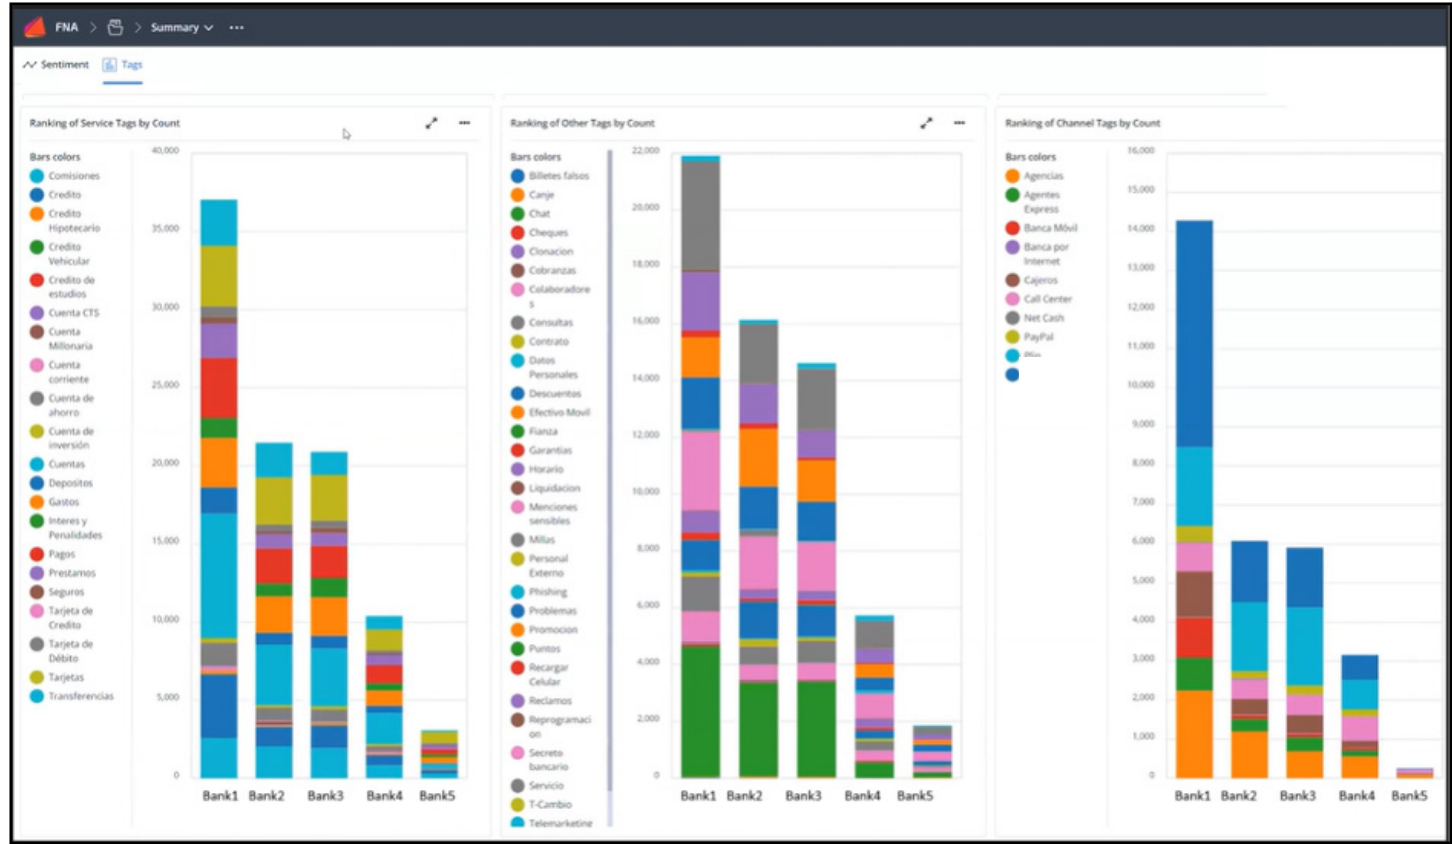 FNA > > Summary ...
Sentiment Tags
Ranking of Service Tags by Count
Bars colors
Comisiones
Credito
Credito
Hipotecario
Credito
Vehicular
Credito de
estudios
Cuenta CTS
Cuenta
Millonaria
Cuenta
corriente
Cuenta de
ahorro
Cuenta de
inversión
Cuentas
Depositos
Gastos
Interes y
Penalidades
Pagos
Prestamos
Seguros
Tarjeta de
Credito
Tarjeta de
Débito
Tarjetas
Transferencias
40,000
35,000
30,000
25,000
20,000
15,000
10,000
5,000
0
Bank1 Bank2 Bank3 Bank4 Bank5
Ranking of Other Tags by Count
Bars colors
Billetes falsos
Canje
Chat
Cheques
Clonacion
Cobranzas
Colaboradore
s
Consultas
Contrato
Datos
Personales
Descuentos
Efectivo Movil
Fianza
Garantias
Horario
Liquidacion
Menciones
sensibles
Millas
Personal
Externo
Phishing
Problemas
Promocion
Puntos
Recargar
Celular
Reclamos
Reprogramaci
on
Secreto
bancario
Servicio
T-Cambio
Telemarketing
22,000
20,000
18,000
16,000
14,000
12,000
10,000
8,000
6,000
4,000
2,000
0
Bank1 Bank2 Bank3 Bank4 Bank5
Ranking of Channel Tags by Count
Bars colors
Agencias
Agentes
Express
Banca Móvil
Banca por
Internet
Cajeros
Call Center
Net Cash
PayPal
16,000
15,000
14,000
13,000
12,000
11,000
10,000
9,000
8,000
7,000
6,000
5,000
4,000
3,000
2,000
1,000
0
Bank1 Bank2 Bank3 Bank4 Bank5